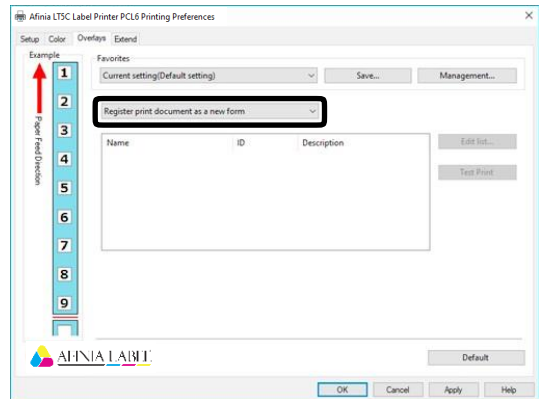 Afinia LT5C Label Printer PCL6 Printing Preferences
Setup Color Overlays Extend
Example
Favorites
Current setting(Default setting)
Save...
Management...
Register print document as a new form
Name ID Description
Edit list...
Test Print
Paper Feed Direction
1
2
3
4
5
6
7
8
9
AFINIA LABEL
Default
OK Cancel Apply Help